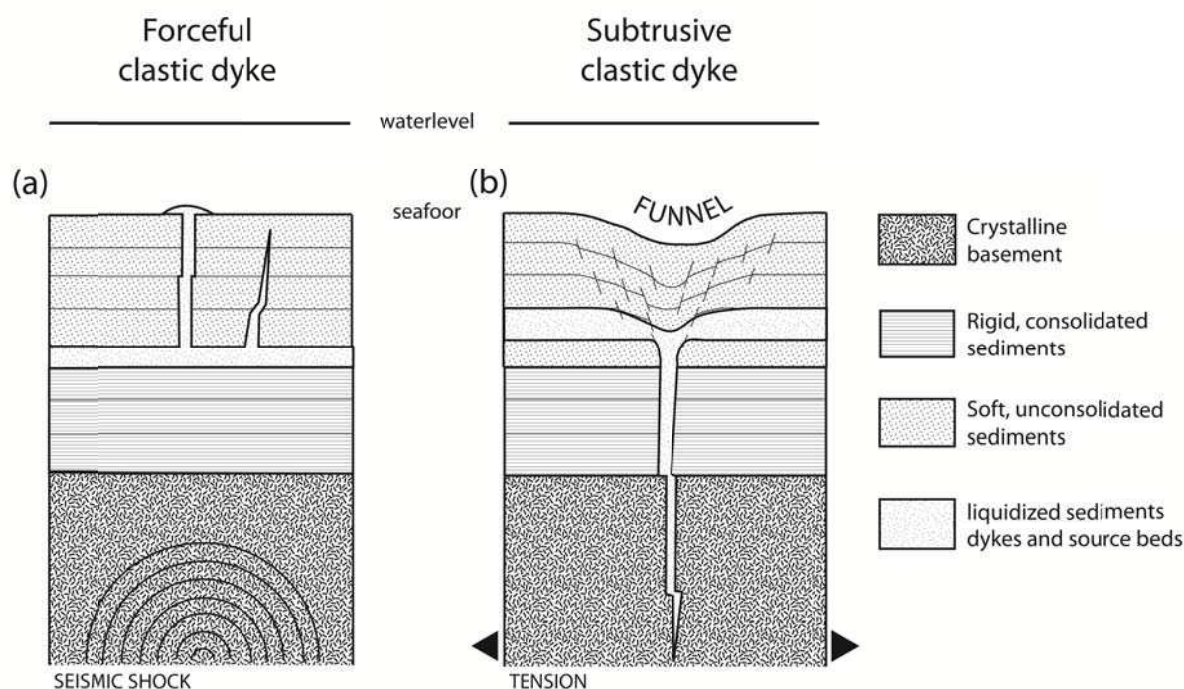 Forceful
clastic dyke
Subtrusive
clastic dyke
waterlevel
(a)
(b)
seafoor
FUNNEL
Crystalline
basement
Rigid, consolidated
sediments
Soft, unconsolidated
sediments
liquidized sediments
dykes and source beds
SEISMIC SHOCK
TENSION